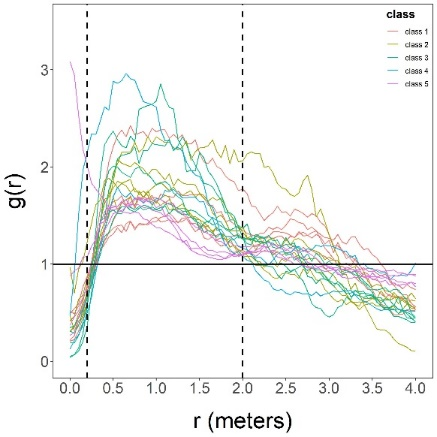 class
class 1
class 2
class 3
class 4
class 5
3
2
1
0
g(r)
0.0 0.5 1.0 1.5 2.0 2.5 3.0 3.5 4.0
r (meters)